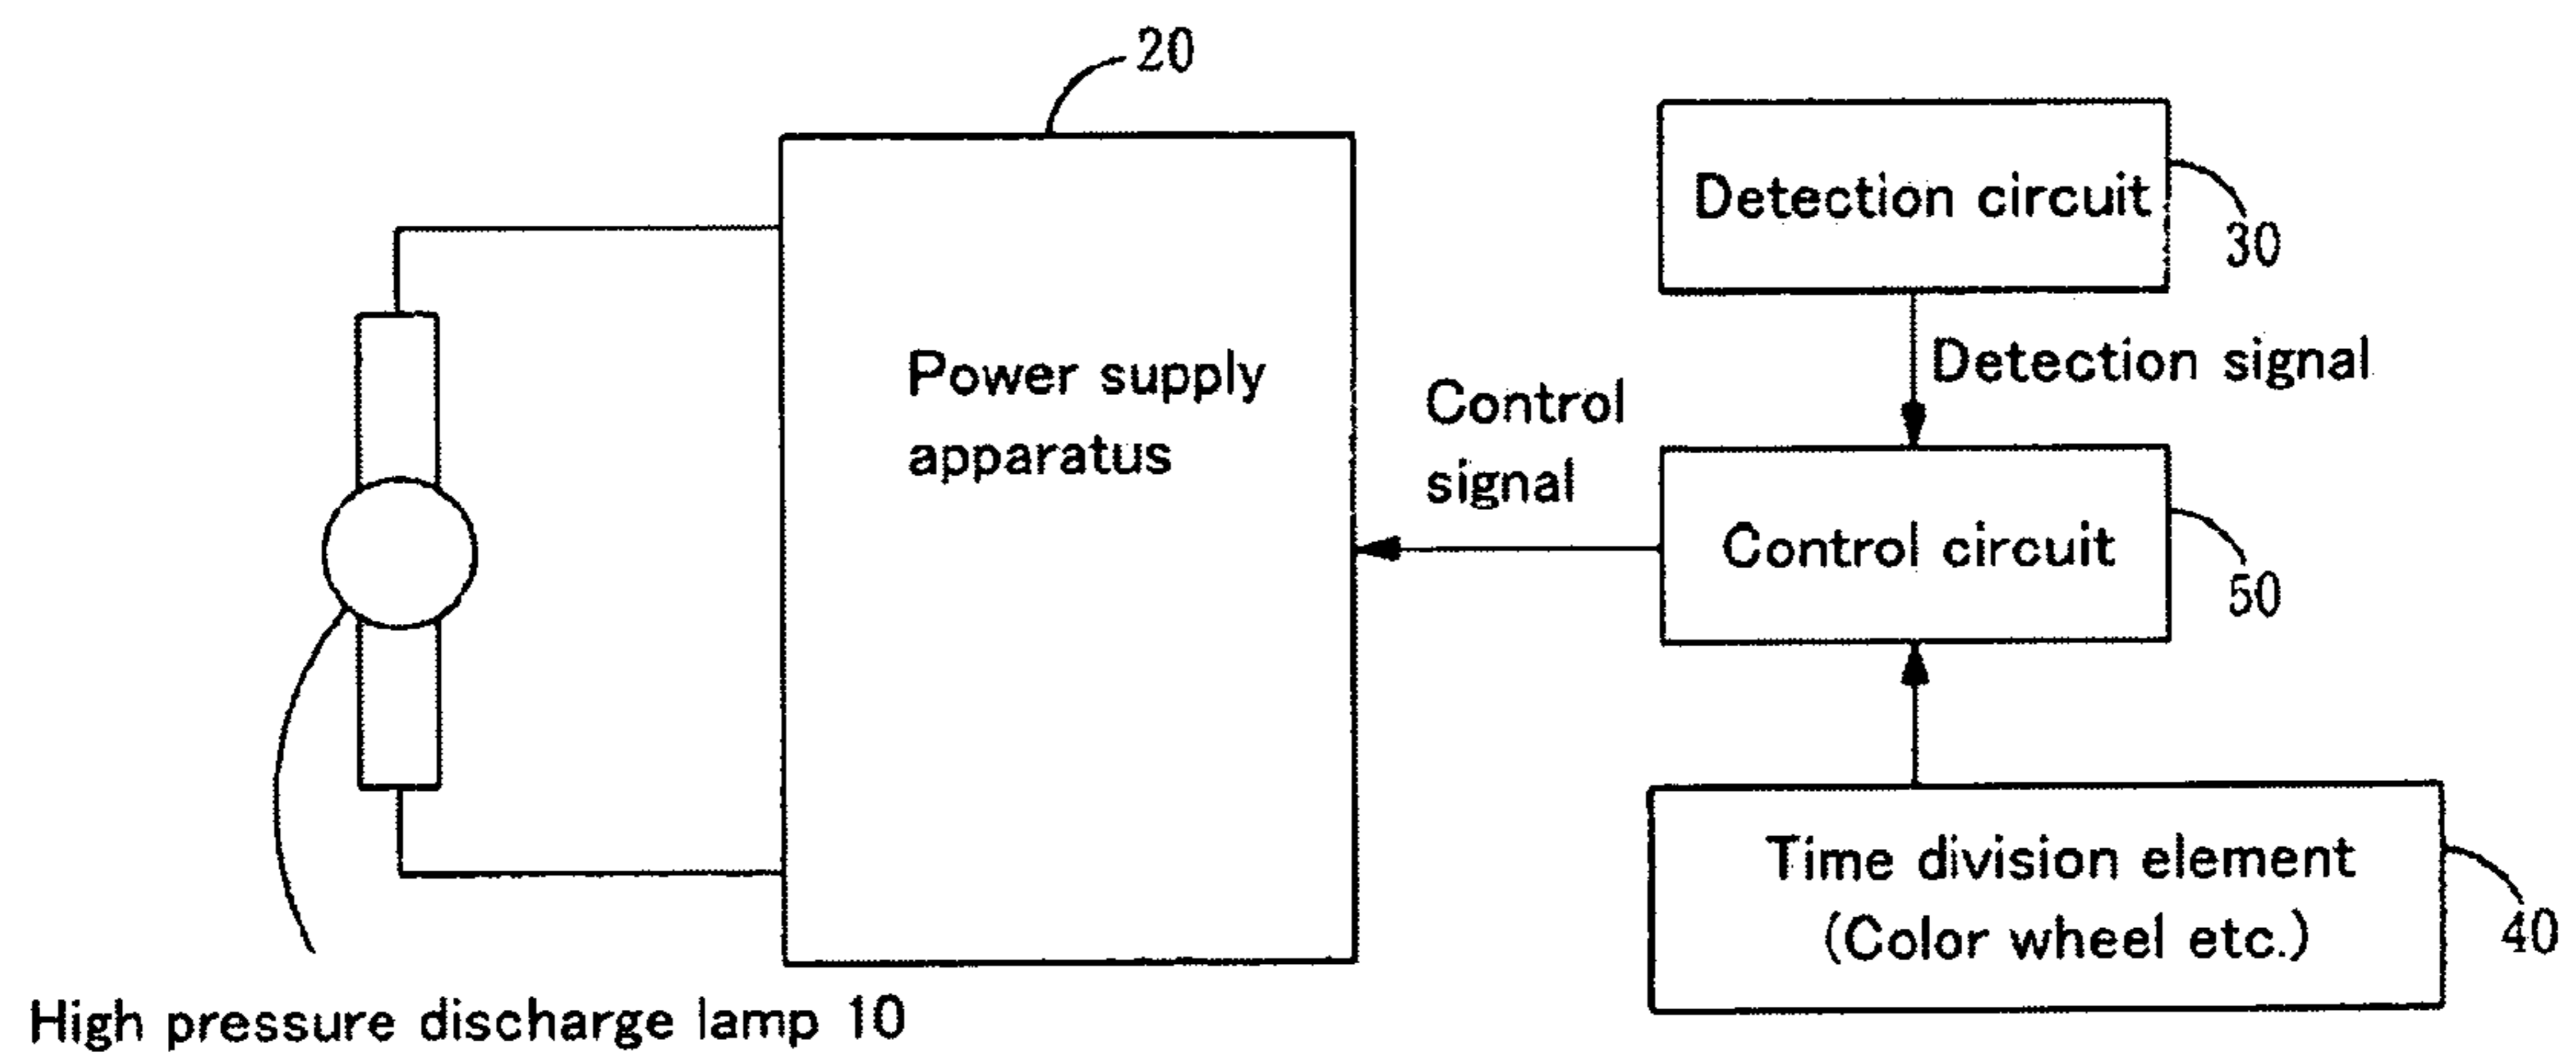 20
Detection circuit
30
Power supply
apparatus
Control
signal
Detection signal
Control circuit
50
Time division element
(Color wheel etc.)
40
High pressure discharge lamp 10